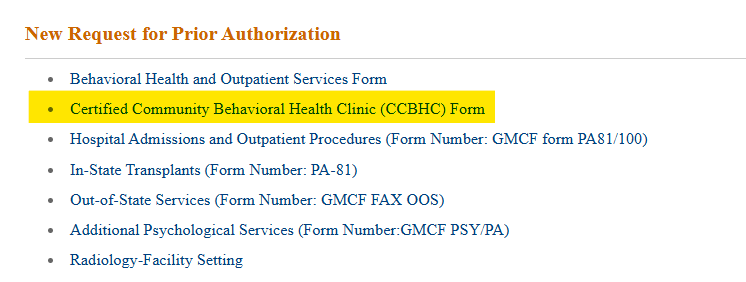 New Request for Prior Authorization
Behavioral Health and Outpatient Services Form
Certified Community Behavioral Health Clinic (CCBHC) Form
Hospital Admissions and Outpatient Procedures (Form Number: GMCF form PA81/100)
In-State Transplants (Form Number: PA-81)
Out-of-State Services (Form Number: GMCF FAX OOS)
Additional Psychological Services (Form Number:GMCF PSY/PA)
Radiology-Facility Setting